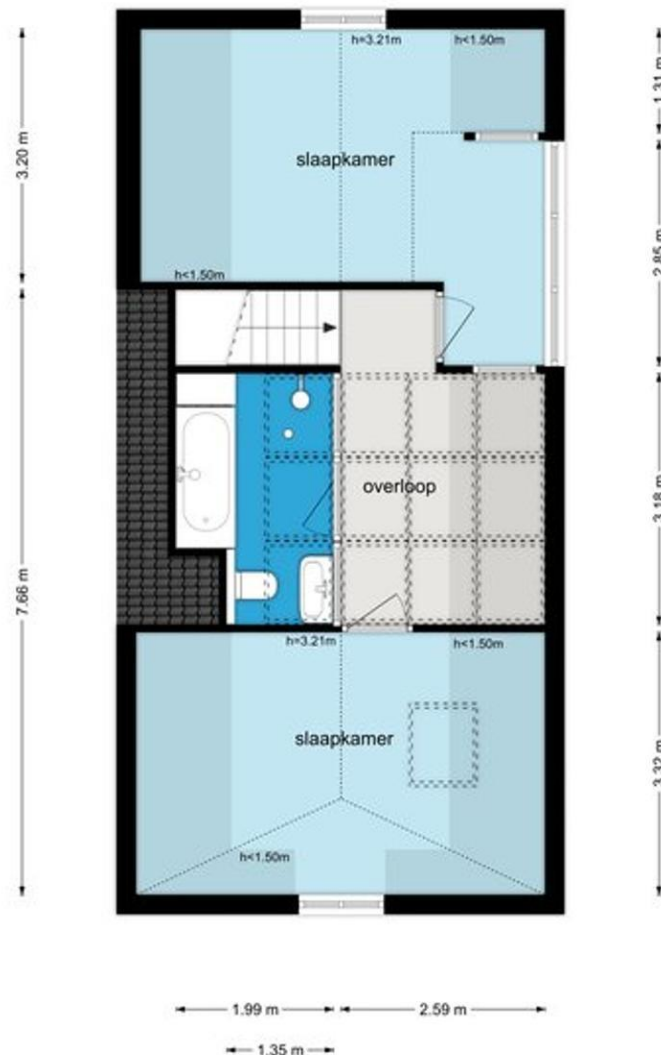 h=3.21m
h<1.50m
1.31 m
3.20 m
slaapkamer
2.85 m
h<1.50m
overloop
3.18 m
7.66 m
h=3.21m
h<1.50m
slaapkamer
3.32 m
h<1.50m
1.99 m
2.59 m
1.35 m